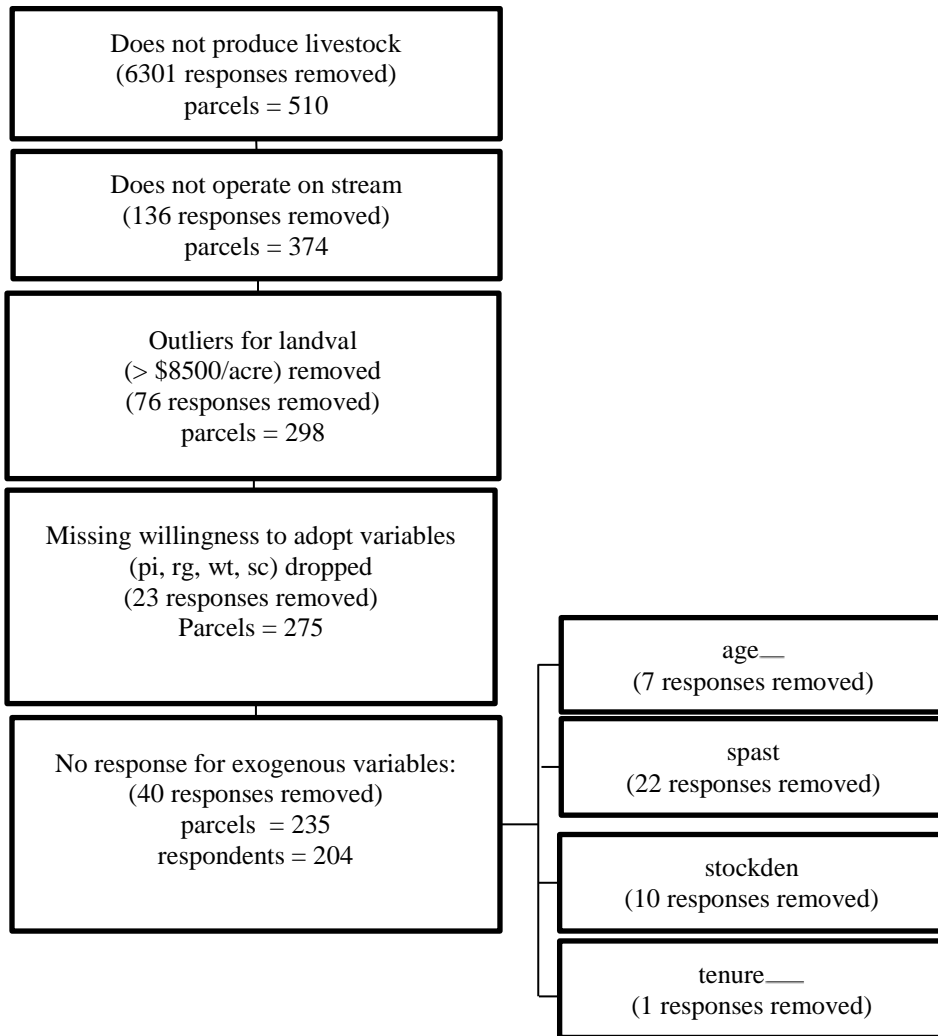 Does not produce livestock
(6301 responses removed)
parcels = 510
Does not operate on stream
(136 responses removed)
parcels = 374
Outliers for landval
(> $8500/acre) removed
(76 responses removed)
parcels = 298
Missing willingness to adopt variables
(pi, rg, wt, sc) dropped
(23 responses removed)
Parcels = 275
No response for exogenous variables:
(40 responses removed)
parcels = 235
respondents = 204
age__
(7 responses removed)
spast
(22 responses removed)
stockden
(10 responses removed)
tenure___
(1 responses removed)